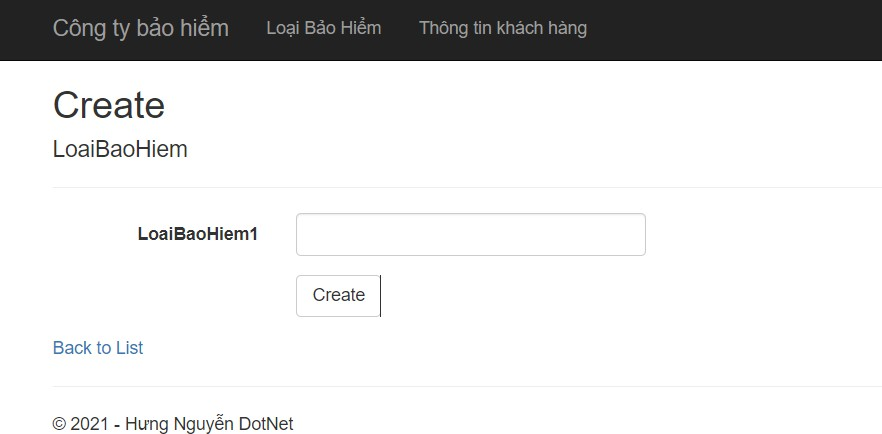 Công ty bảo hiểm Loại Bảo Hiểm Thông tin khách hàng
Create
LoaiBaoHiem
LoaiBaoHiem1
Create
Back to List
© 2021 - Hưng Nguyễn DotNet